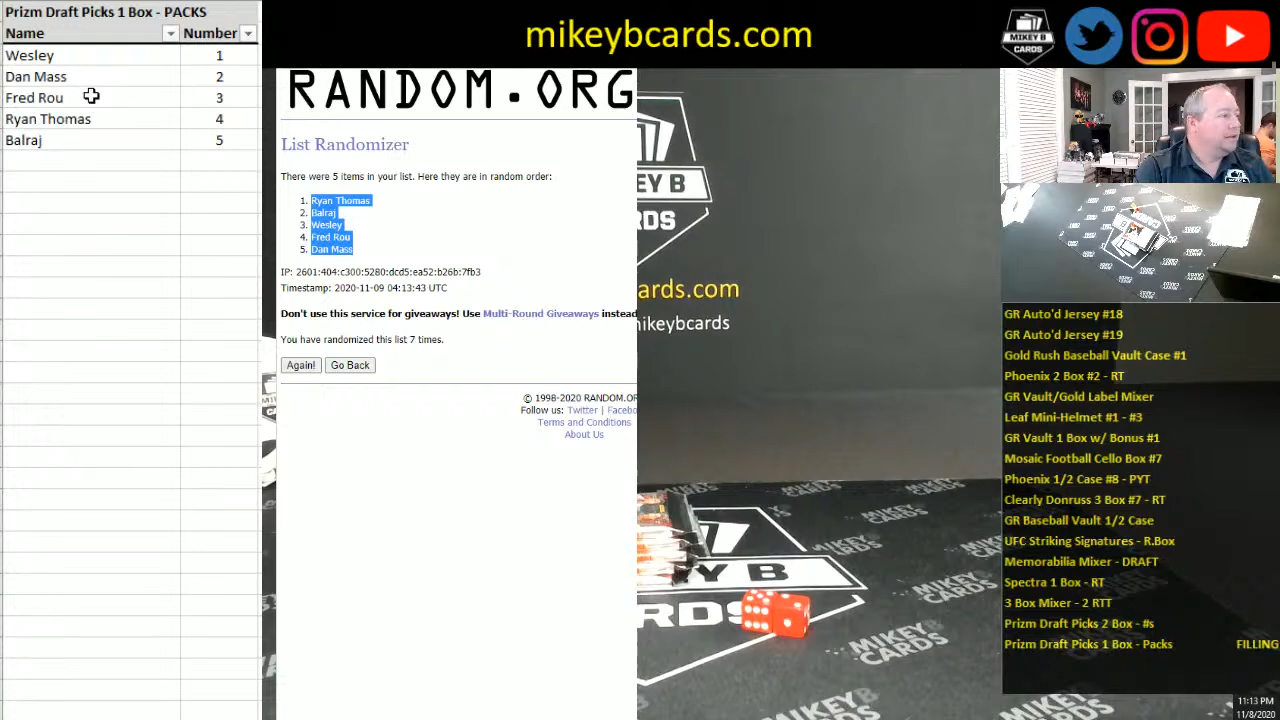 Prizm Draft Picks 1 Box - PACKS
Name Number
Wesley 1
Dan Mass 2
Fred Rou 3
Ryan Thomas 4
Balraj 5
mikeybcards.com
MIKEY B
CARDS
RANDOM.ORG
List Randomizer
There were 5 items in your list. Here they are in random order:
1. Ryan Thomas
2. Balraj
3. Wesley
4. Fred Rou
5. Dan Mass
IP: 2601:404:c300:5280:dcd5:ea52:b26b:7fb3
Timestamp: 2020-11-09 04:13:43 UTC
Don't use this service for giveaways! Use Multi-Round Giveaways instead
You have randomized this list 7 times.
Again! Go Back
© 1998-2020 RANDOM.OR
Follow us: Twitter | Facebo
Terms and Conditions
About Us
EY B
RDS
ards.com
mikeybcards
Y B
RDS
MIKEYB
CARDS
GR Auto'd Jersey #18
GR Auto'd Jersey #19
Gold Rush Baseball Vault Case #1
Phoenix 2 Box #2 - RT
GR Vault/Gold Label Mixer
Leaf Mini-Helmet #1 - #3
GR Vault 1 Box w/ Bonus #1
Mosaic Football Cello Box #7
Phoenix 1/2 Case #8 - PYT
Clearly Donruss 3 Box #7 - RT
GR Baseball Vault 1/2 Case
UFC Striking Signatures - R.Box
Memorabilia Mixer - DRAFT
Spectra 1 Box - RT
3 Box Mixer - 2 RTT
Prizm Draft Picks 2 Box - #s
Prizm Draft Picks 1 Box - Packs FILLING
11:13 PM
11/8/2020